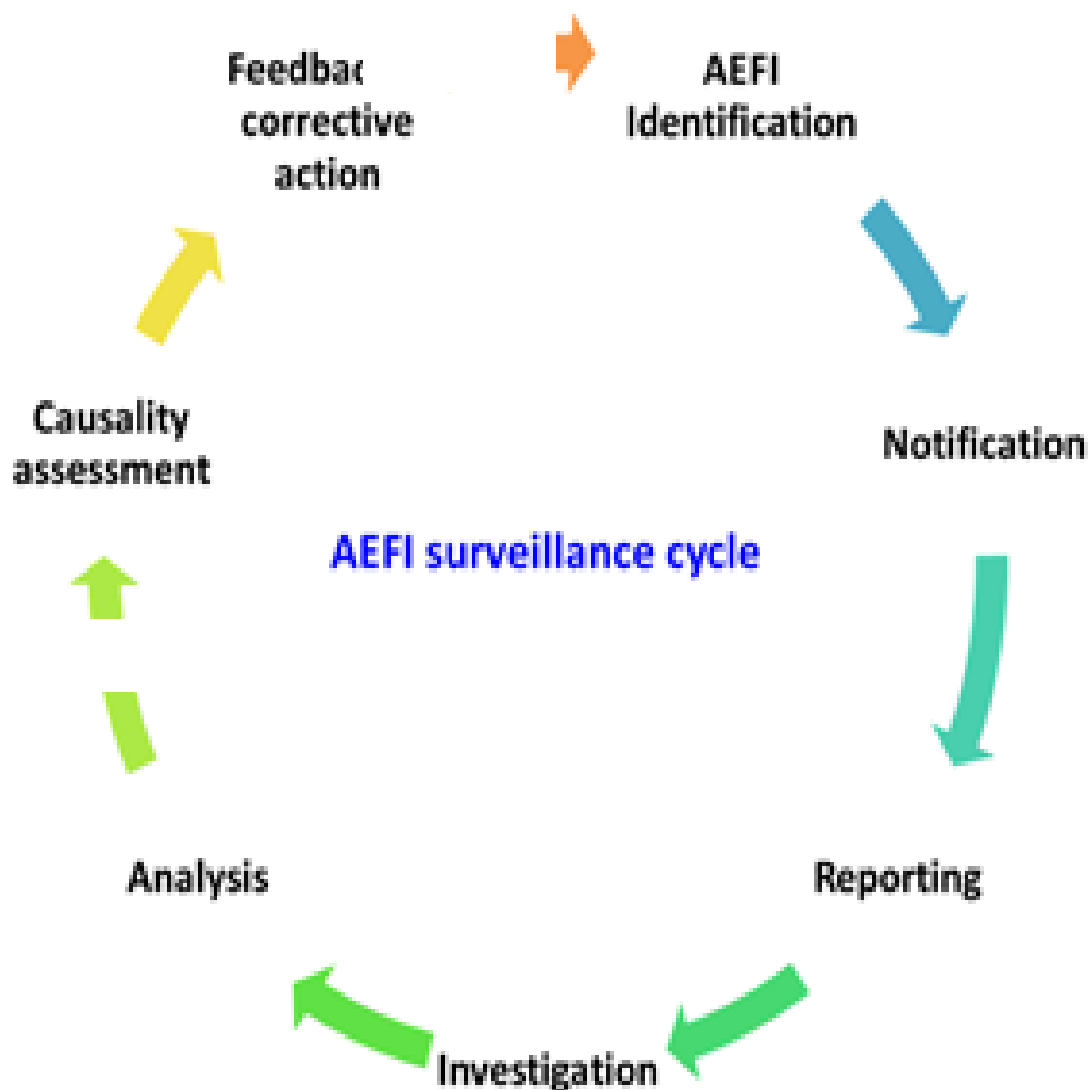 AEFI
Identification
Notification
Reporting
Investigation
Analysis
Causality
assessment
Feedbac
corrective
action
AEFI surveillance cycle